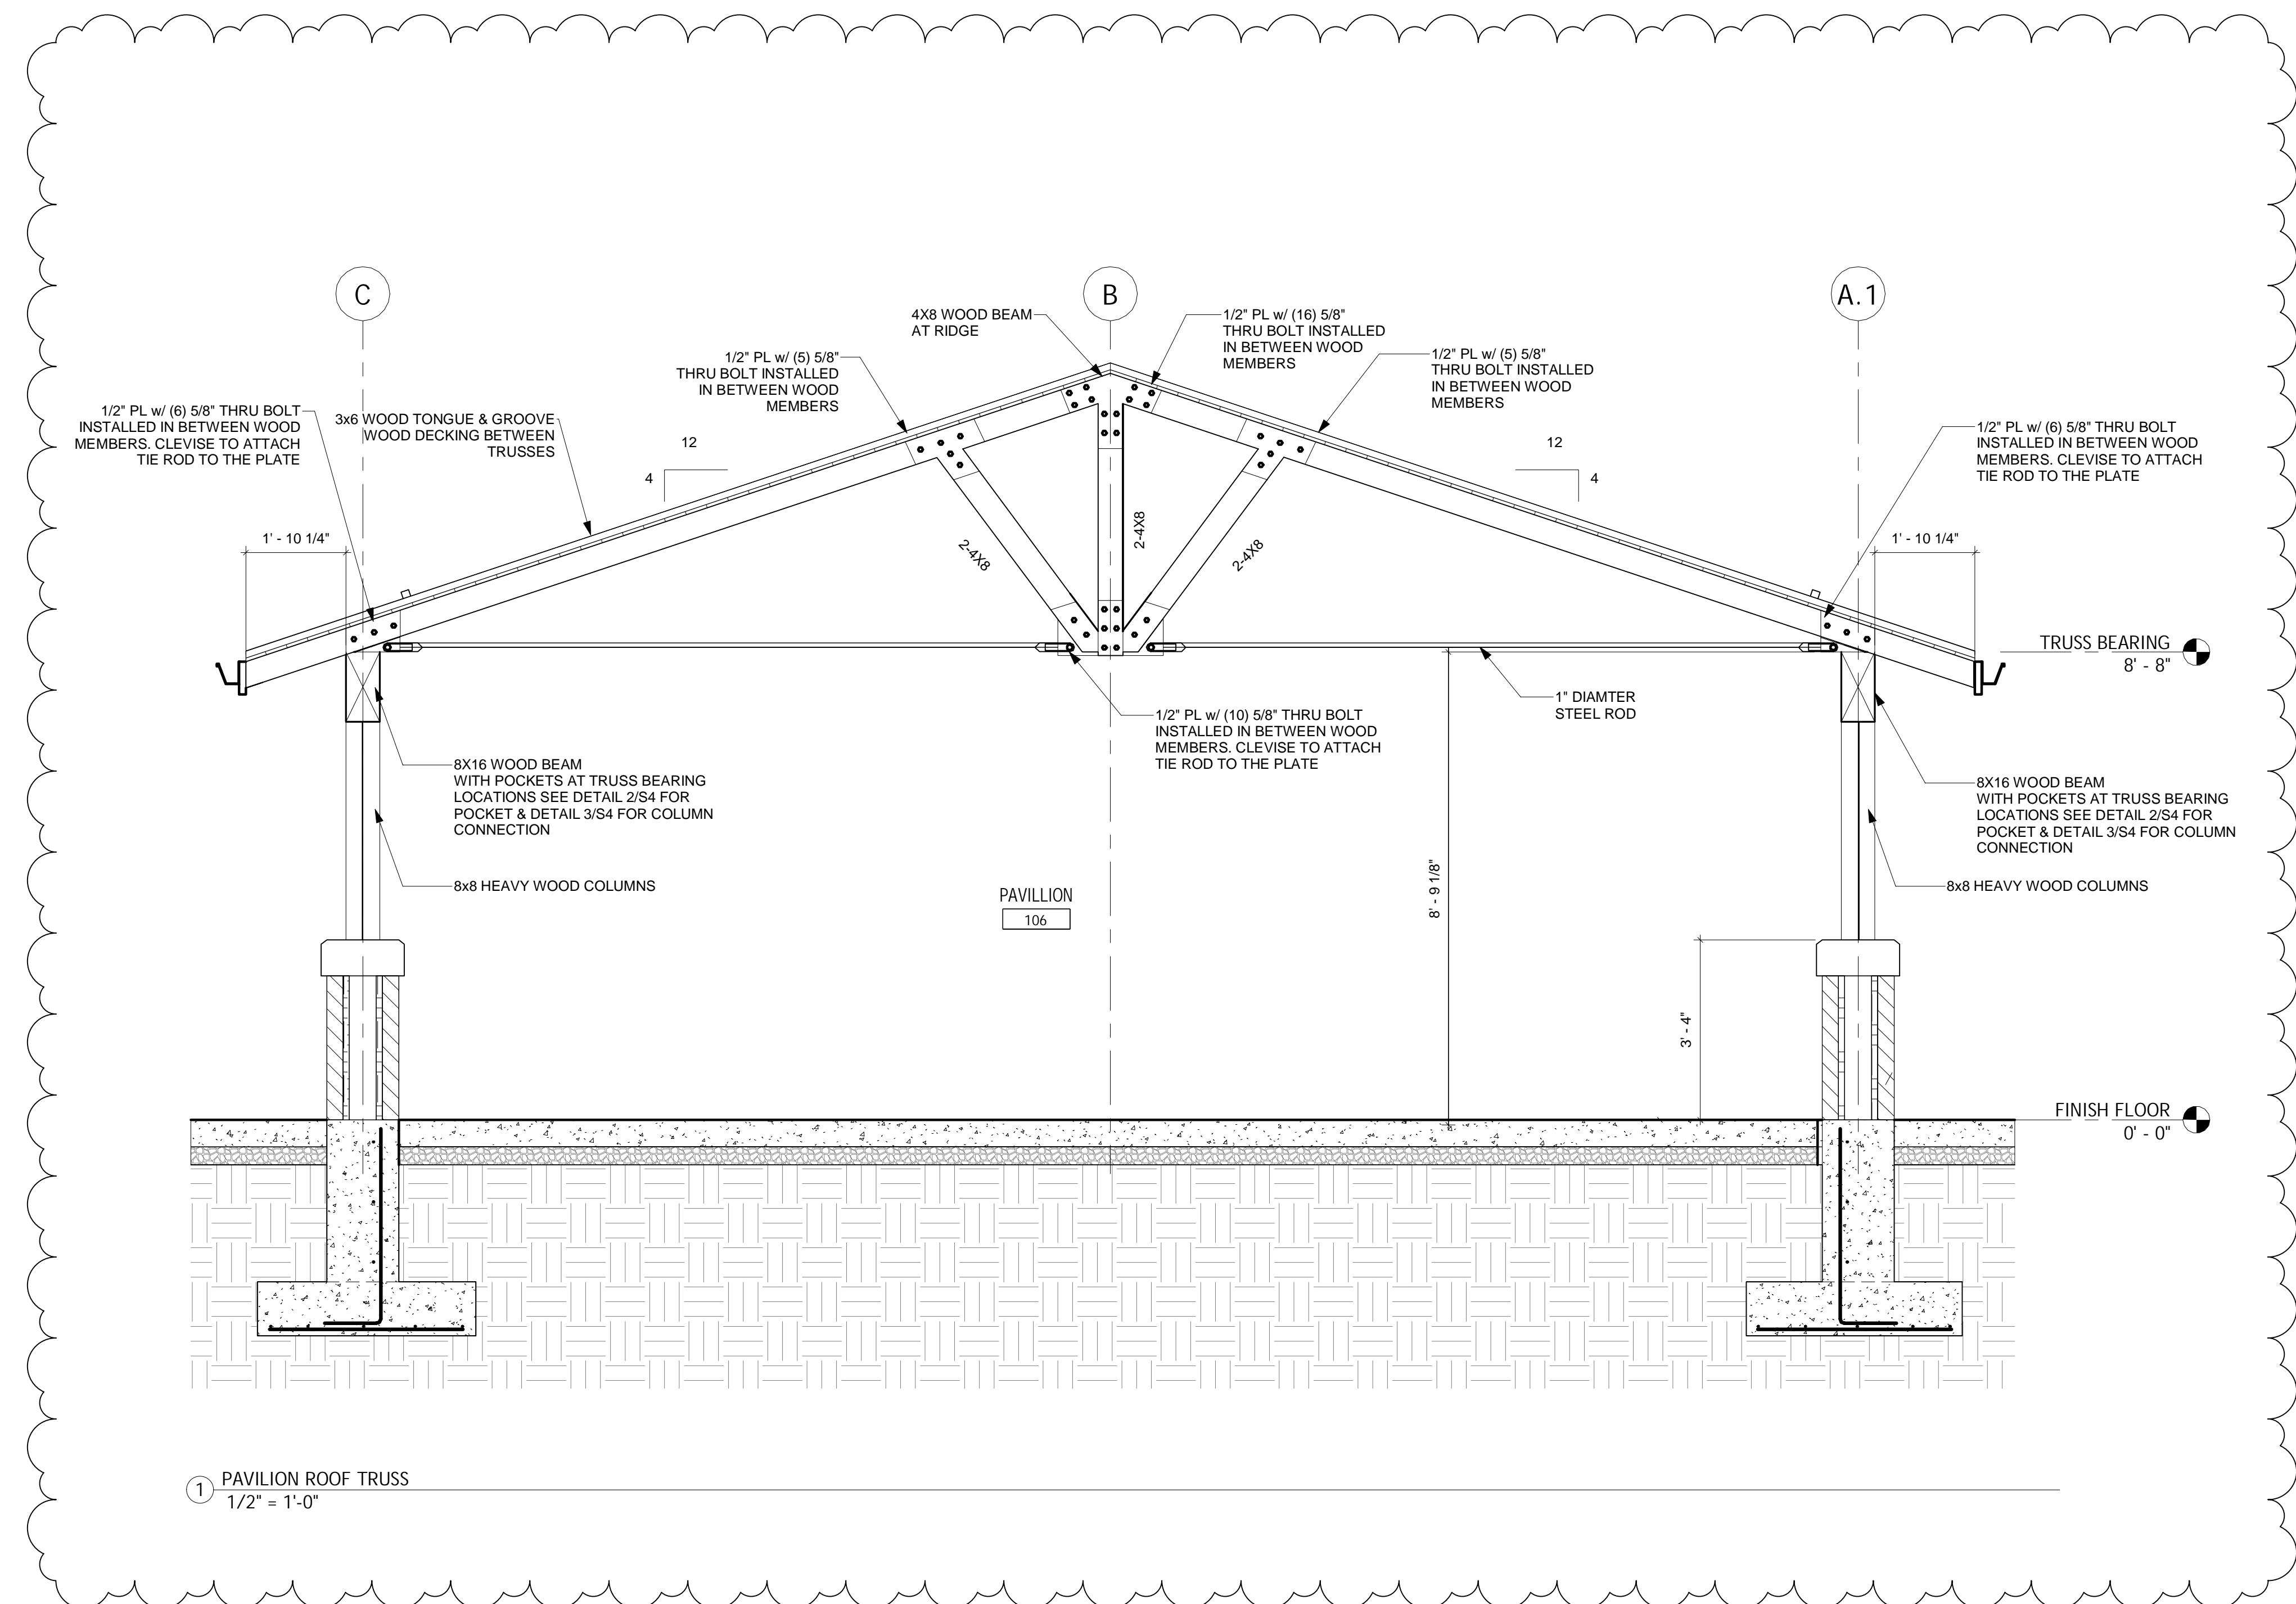 C
B
A.1
4X8 WOOD BEAM
AT RIDGE
1/2" PL w/ (16) 5/8"
THRU BOLT INSTALLED
IN BETWEEN WOOD
MEMBERS
1/2" PL w/ (5) 5/8"
THRU BOLT INSTALLED
IN BETWEEN WOOD
MEMBERS
1/2" PL w/ (5) 5/8"
THRU BOLT INSTALLED
IN BETWEEN WOOD
MEMBERS
1/2" PL w/ (6) 5/8" THRU BOLT
INSTALLED IN BETWEEN WOOD
MEMBERS. CLEVISE TO ATTACH
TIE ROD TO THE PLATE
3x6 WOOD TONGUE & GROOVE
WOOD DECKING BETWEEN
TRUSSES
1/2" PL w/ (6) 5/8" THRU BOLT
INSTALLED IN BETWEEN WOOD
MEMBERS. CLEVISE TO ATTACH
TIE ROD TO THE PLATE
12
4
12
4
1' - 10 1/4"
2-4X8
2-4X8
2-4X8
1' - 10 1/4"
TRUSS BEARING
8' - 8"
1" DIAMTER
STEEL ROD
1/2" PL w/ (10) 5/8" THRU BOLT
INSTALLED IN BETWEEN WOOD
MEMBERS. CLEVISE TO ATTACH
TIE ROD TO THE PLATE
8X16 WOOD BEAM
WITH POCKETS AT TRUSS BEARING
LOCATIONS SEE DETAIL 2/S4 FOR
POCKET & DETAIL 3/S4 FOR COLUMN
CONNECTION
8X16 WOOD BEAM
WITH POCKETS AT TRUSS BEARING
LOCATIONS SEE DETAIL 2/S4 FOR
POCKET & DETAIL 3/S4 FOR COLUMN
CONNECTION
8x8 HEAVY WOOD COLUMNS
PAVILLION
106
8' - 9 1/8"
8x8 HEAVY WOOD COLUMNS
3' - 4"
FINISH FLOOR
0' - 0"
1
PAVILION ROOF TRUSS
1/2" = 1'-0"